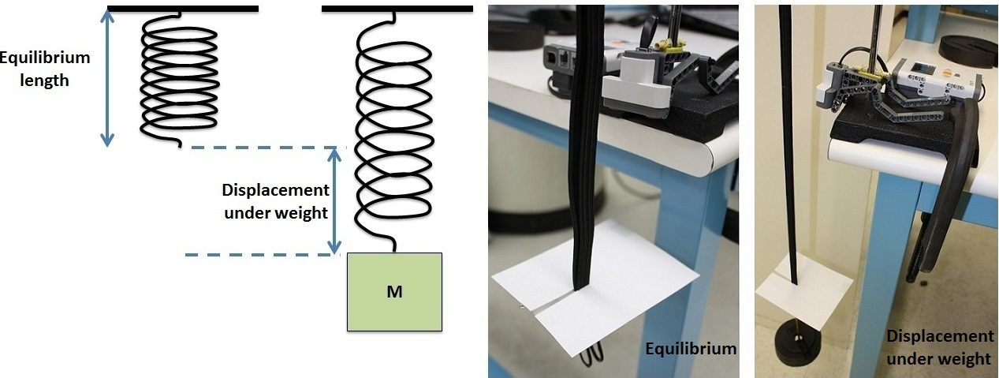 Equilibrium
length
Displacement
under weight
M
Equilibrium
Displacement
under weight